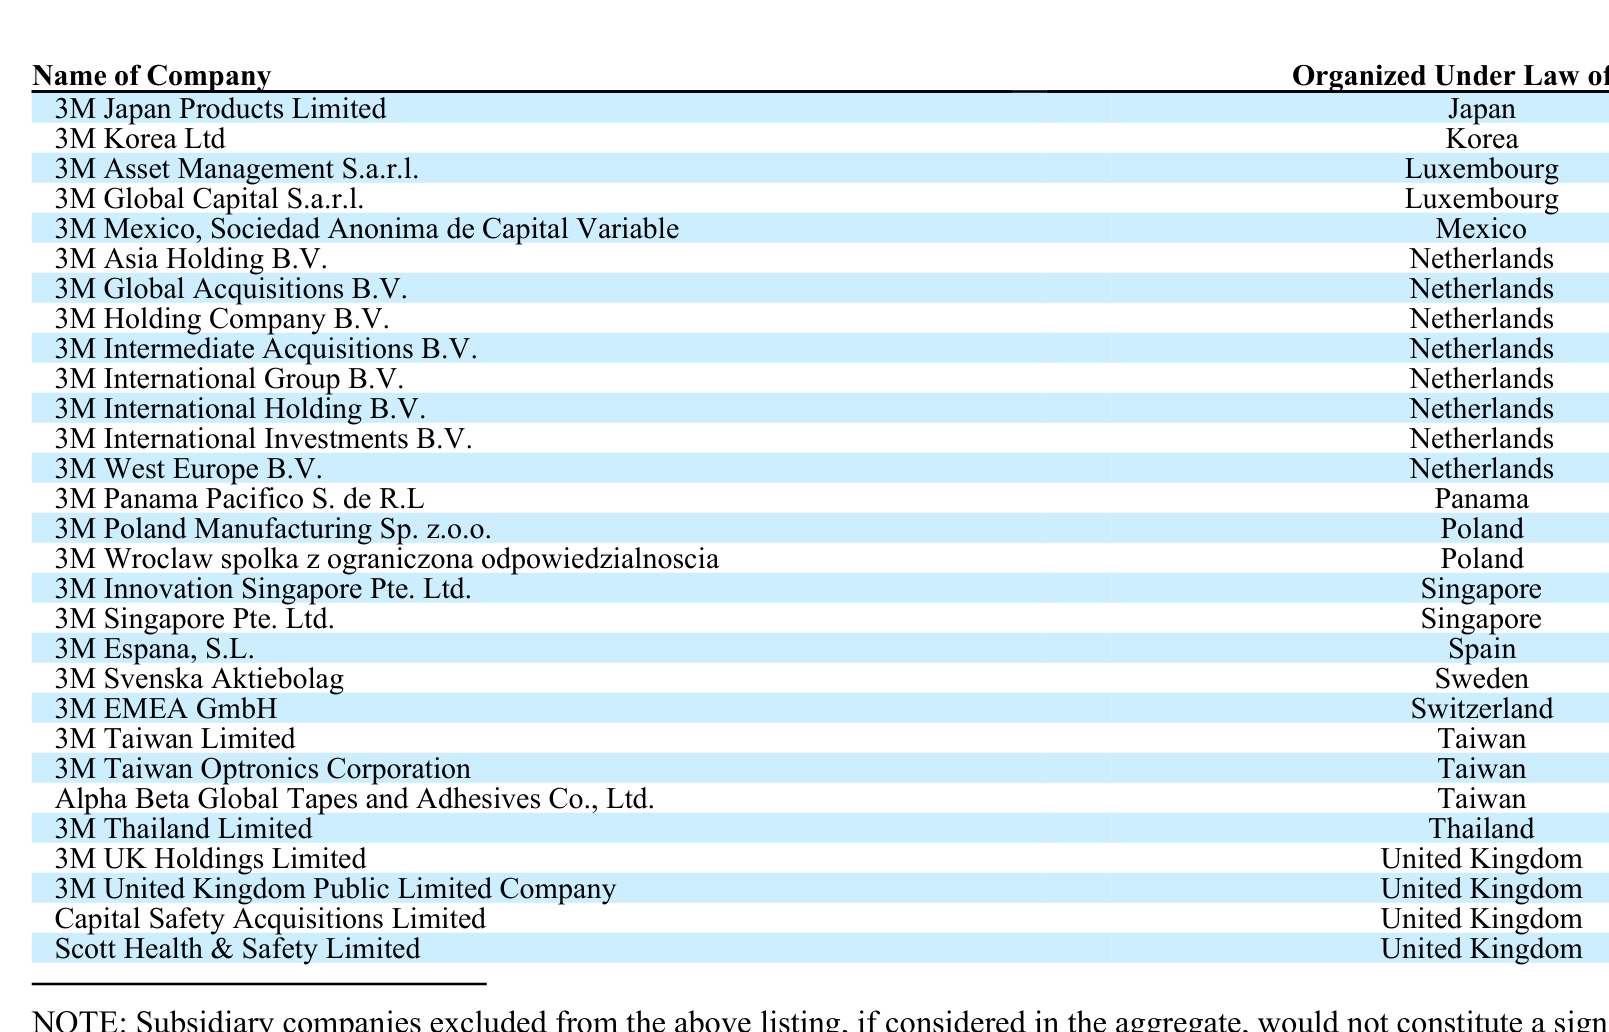 Name of Company Organized Under Law of
3M Japan Products Limited Japan
3M Korea Ltd Korea
3M Asset Management S.a.r.l. Luxembourg
3M Global Capital S.a.r.l. Luxembourg
3M Mexico, Sociedad Anonima de Capital Variable Mexico
3M Asia Holding B.V. Netherlands
3M Global Acquisitions B.V. Netherlands
3M Holding Company B.V. Netherlands
3M Intermediate Acquisitions B.V. Netherlands
3M International Group B.V. Netherlands
3M International Holding B.V. Netherlands
3M International Investments B.V. Netherlands
3M West Europe B.V. Netherlands
3M Panama Pacifico S. de R.L Panama
3M Poland Manufacturing Sp. z.o.o. Poland
3M Wroclaw spolka z ograniczona odpowiedzialnoscia Poland
3M Innovation Singapore Pte. Ltd. Singapore
3M Singapore Pte. Ltd. Singapore
3M Espana, S.L. Spain
3M Svenska Aktiebolag Sweden
3M EMEA GmbH Switzerland
3M Taiwan Limited Taiwan
3M Taiwan Optronics Corporation Taiwan
Alpha Beta Global Tapes and Adhesives Co., Ltd. Taiwan
3M Thailand Limited Thailand
3M UK Holdings Limited United Kingdom
3M United Kingdom Public Limited Company United Kingdom
Capital Safety Acquisitions Limited United Kingdom
Scott Health & Safety Limited United Kingdom
NOTE: Subsidiary companies excluded from the above listing, if considered in the aggregate, would not constitute a sign